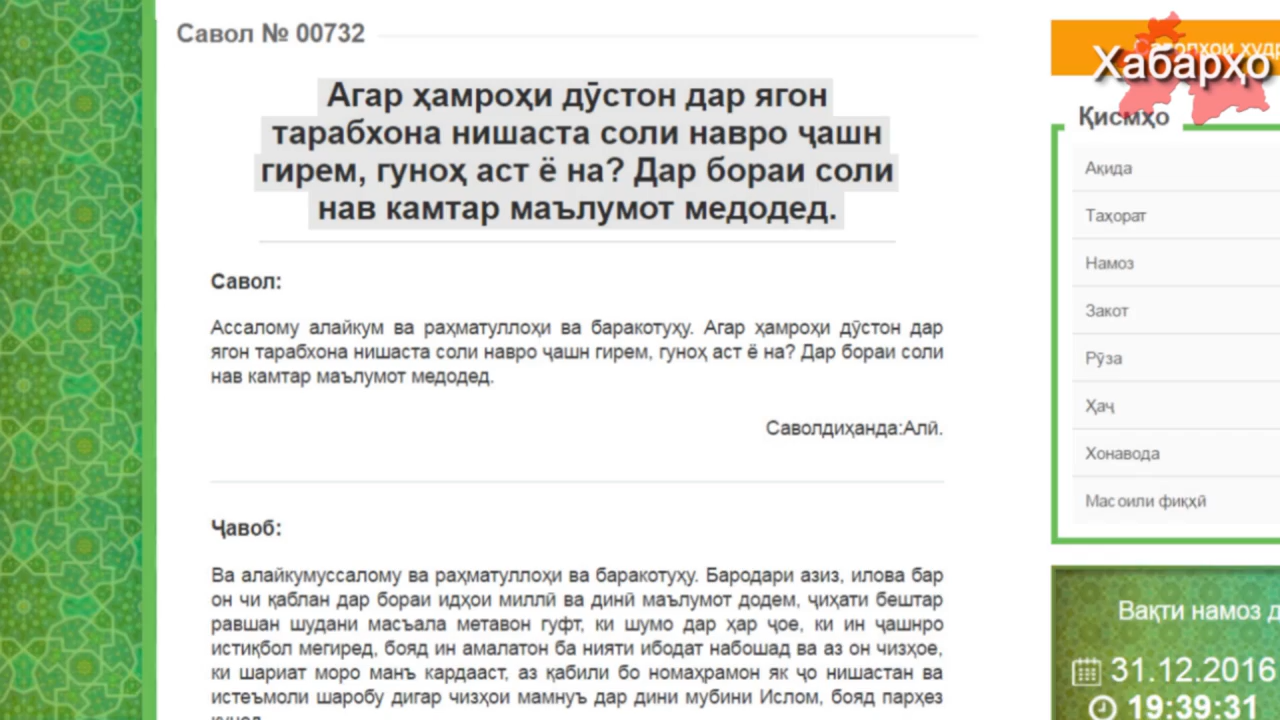 Савол № 00732
Агар ҳамроҳи дӯстон дар ягон
тарабхона нишаста соли навро ҷашн
гирем, гуноҳ аст ё на? Дар бораи соли
нав камтар маълумот медодед.
Савол:
Ассалому алайкум ва раҳматуллоҳи ва баракотуҳу. Агар ҳамроҳи дӯстон дар
ягон тарабхона нишаста соли навро ҷашн гирем, гуноҳ аст ё на? Дар бораи соли
нав камтар маълумот медодед.
Саволдиҳанда:Алӣ.
Ҷавоб:
Ва алайкумуссалому ва раҳматуллоҳи ва баракотуҳу. Бародари азиз, илова бар
он чи қаблан дар бораи идҳои миллӣ ва динӣ маълумот додем, ҷиҳати бештар
равшан шудани масъала метавон гуфт, ки шумо дар ҳар ҷое, ки ин ҷашнро
истиқбол мегиред, бояд ин амалатон ба нияти ибодат набошад ва аз он чизҳое,
ки шариат моро манъ кардааст, аз қабили бо номаҳрамон як ҷо нишастан ва
истеъмоли шаробу дигар чизҳои мамнуъ дар дини мубини Ислом, бояд парҳез
Хабарҳо
Қисмҳо
Ақида
Таҳорат
Намоз
Закот
Рӯза
Ҳаҷ
Хонавода
Масоили фиқҳӣ
Вақти намоз д
31.12.2016
19:39:31